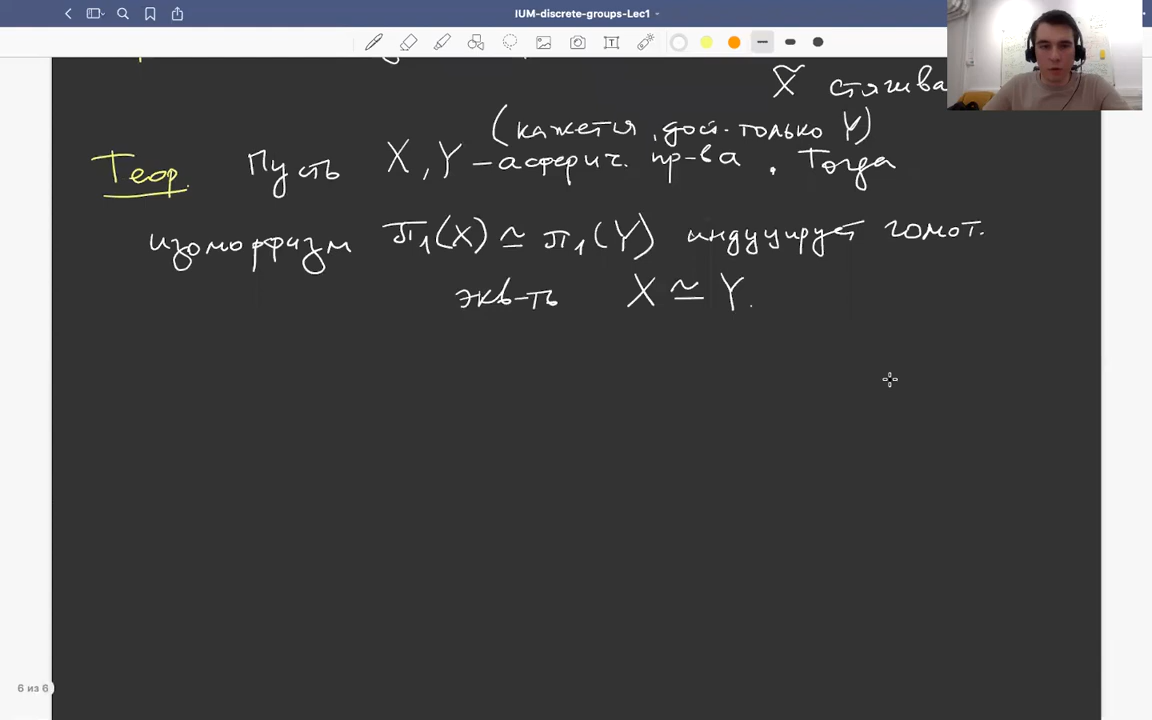 IUM-discrete-groups-Lec1
X̃ стягива
(кажется, дос. только Y)
Теор. Пусть X, Y – асферич. пр-ва. Тогда
изоморфизм π₁(X) ≅ π₁(Y) индуцирует гомот.
экв-ть X ≃ Y.
6 из 6